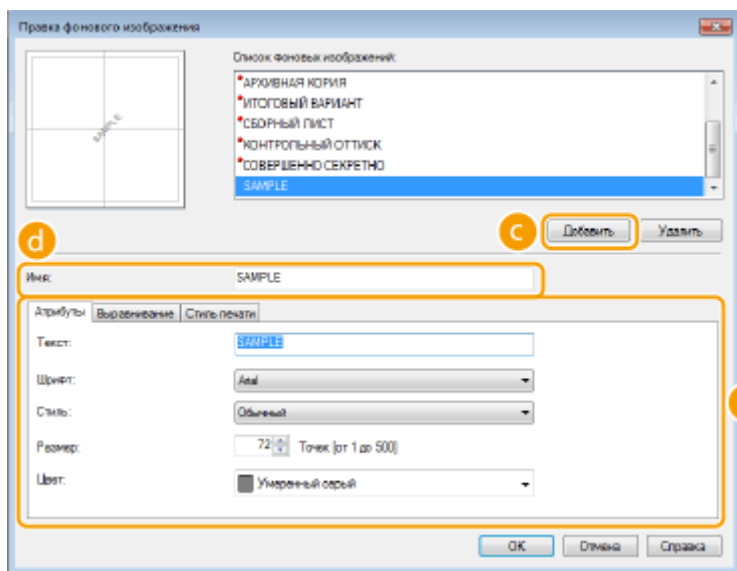 Правка фонового изображения
Список фоновых изображений:
SAMPLE
*АРХИВНАЯ КОРИЯ
*ИТОГОВЫЙ ВАРИАНТ
*СБОРНЫЙ ЛИСТ
*КОНТРОЛЬНЫЙ ОТТИСК
*СОВЕРШЕННО СЕКРЕТНО
SAMPLE
c Добавить Удалить
d
Имя: SAMPLE
Атрибуты Выравнивание Стиль печати
Текст: SAMPLE
Шрифт: Arial
Стиль: Обычный
Размер: 72 Точек [от 1 до 500]
Цвет: Умеренный серый
OK Отмена Справка